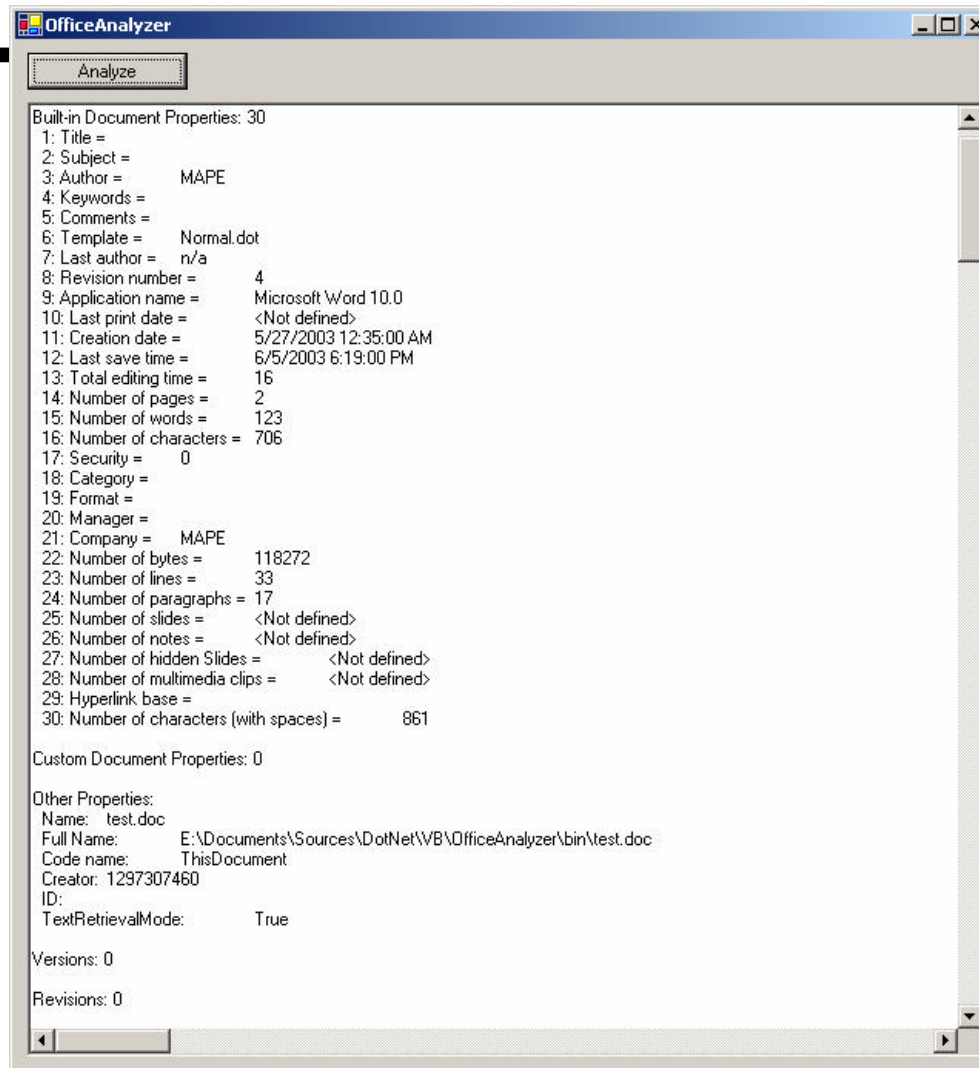 OfficeAnalyzer
Analyze
Built-in Document Properties: 30
1: Title =
2: Subject =
3: Author = MAPE
4: Keywords =
5: Comments =
6: Template = Normal.dot
7: Last author = n/a
8: Revision number = 4
9: Application name = Microsoft Word 10.0
10: Last print date = <Not defined>
11: Creation date = 5/27/2003 12:35:00 AM
12: Last save time = 6/5/2003 6:19:00 PM
13: Total editing time = 16
14: Number of pages = 2
15: Number of words = 123
16: Number of characters = 706
17: Security = 0
18: Category =
19: Format =
20: Manager =
21: Company = MAPE
22: Number of bytes = 118272
23: Number of lines = 33
24: Number of paragraphs = 17
25: Number of slides = <Not defined>
26: Number of notes = <Not defined>
27: Number of hidden Slides = <Not defined>
28: Number of multimedia clips = <Not defined>
29: Hyperlink base =
30: Number of characters (with spaces) = 861
Custom Document Properties: 0
Other Properties:
Name: test.doc
Full Name: E:\Documents\Sources\DotNet\VB\OfficeAnalyzer\bin\test.doc
Code name: ThisDocument
Creator: 1297307460
ID:
TextRetrievalMode: True
Versions: 0
Revisions: 0